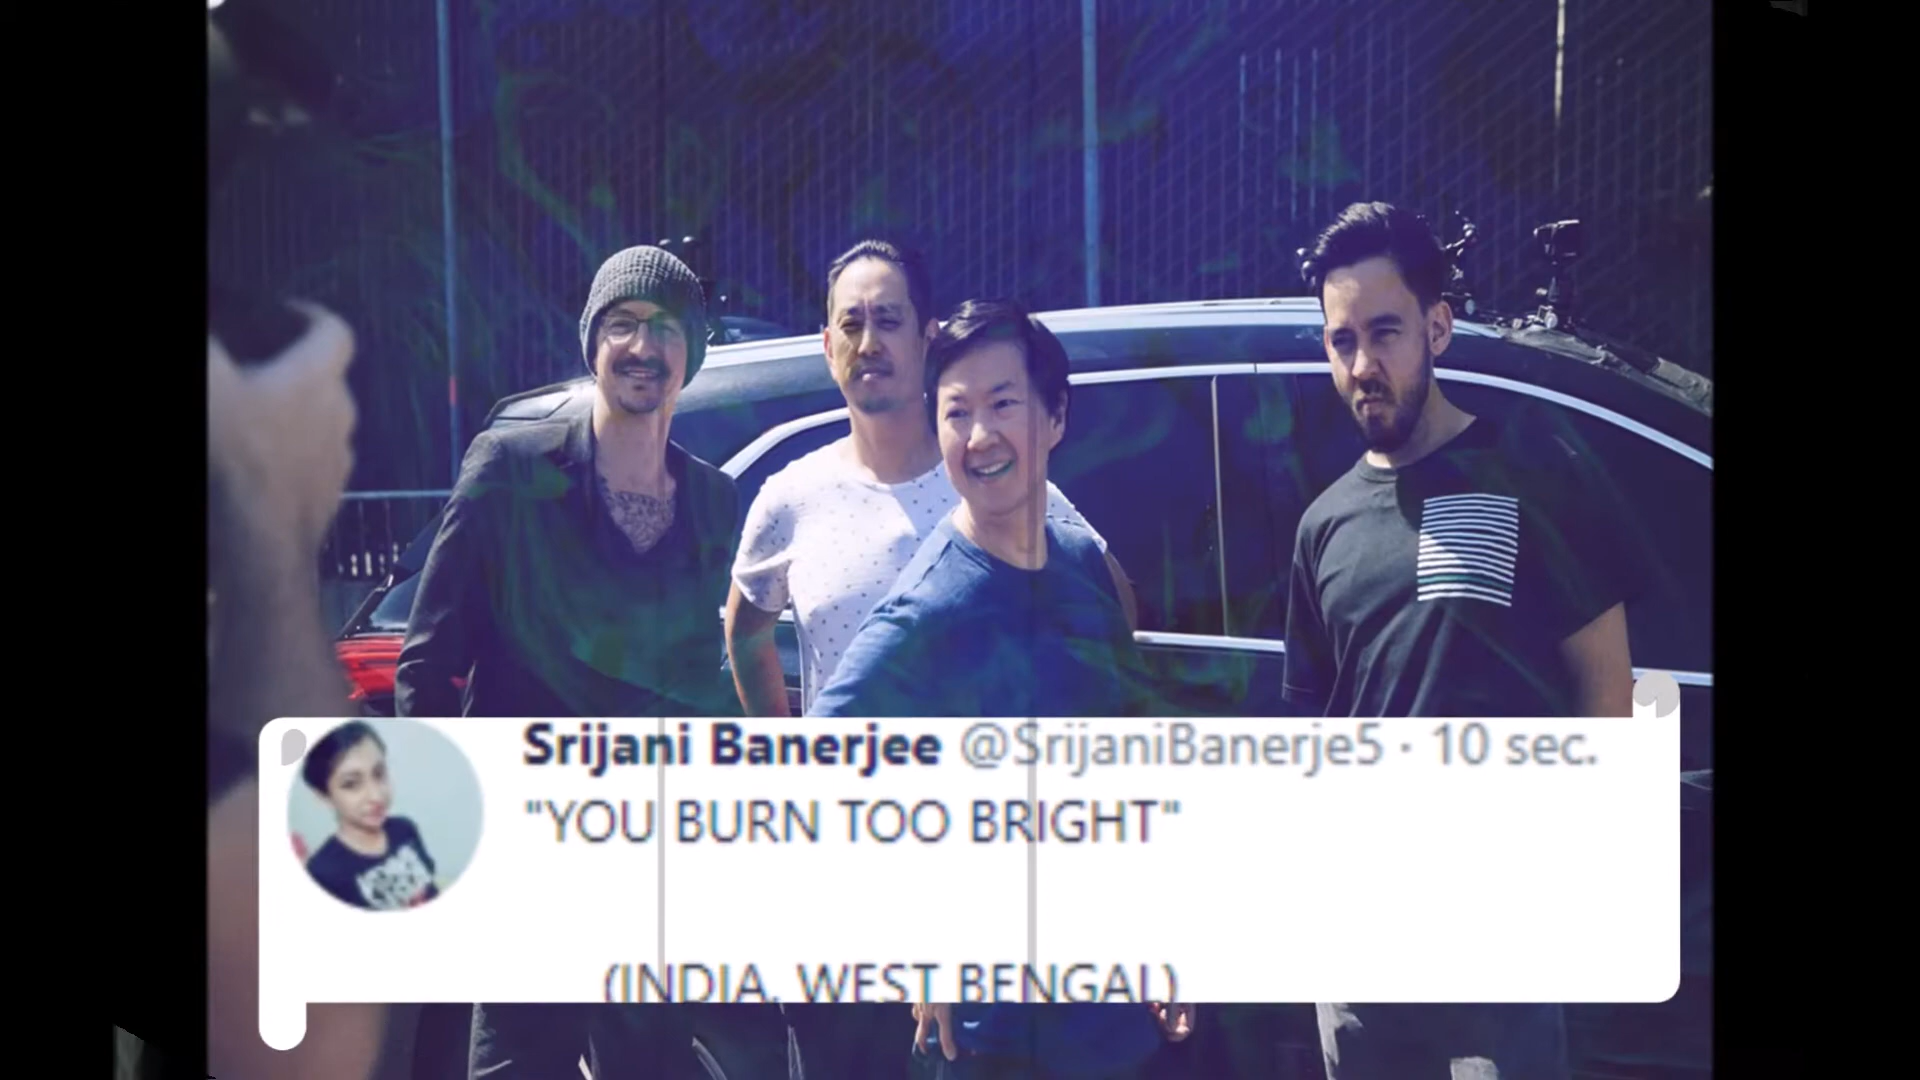 Srijani Banerjee @SrijaniBanerje5 · 10 sec.
"YOU BURN TOO BRIGHT"
(INDIA, WEST BENGAL)